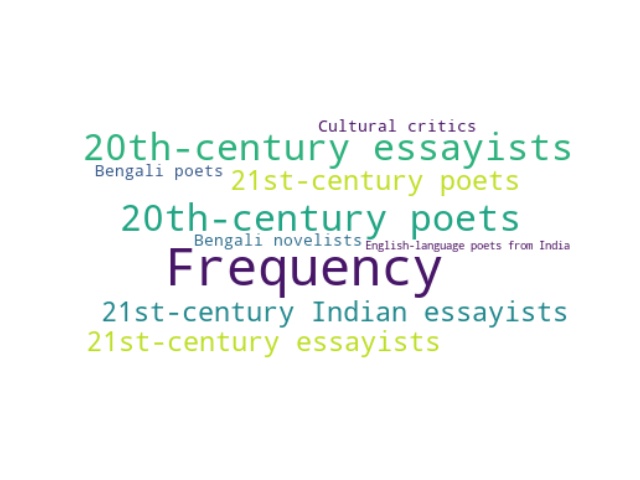 Cultural critics
20th-century essayists
Bengali poets
21st-century poets
20th-century poets
Bengali novelists
English-language poets from India
Frequency
21st-century Indian essayists
21st-century essayists